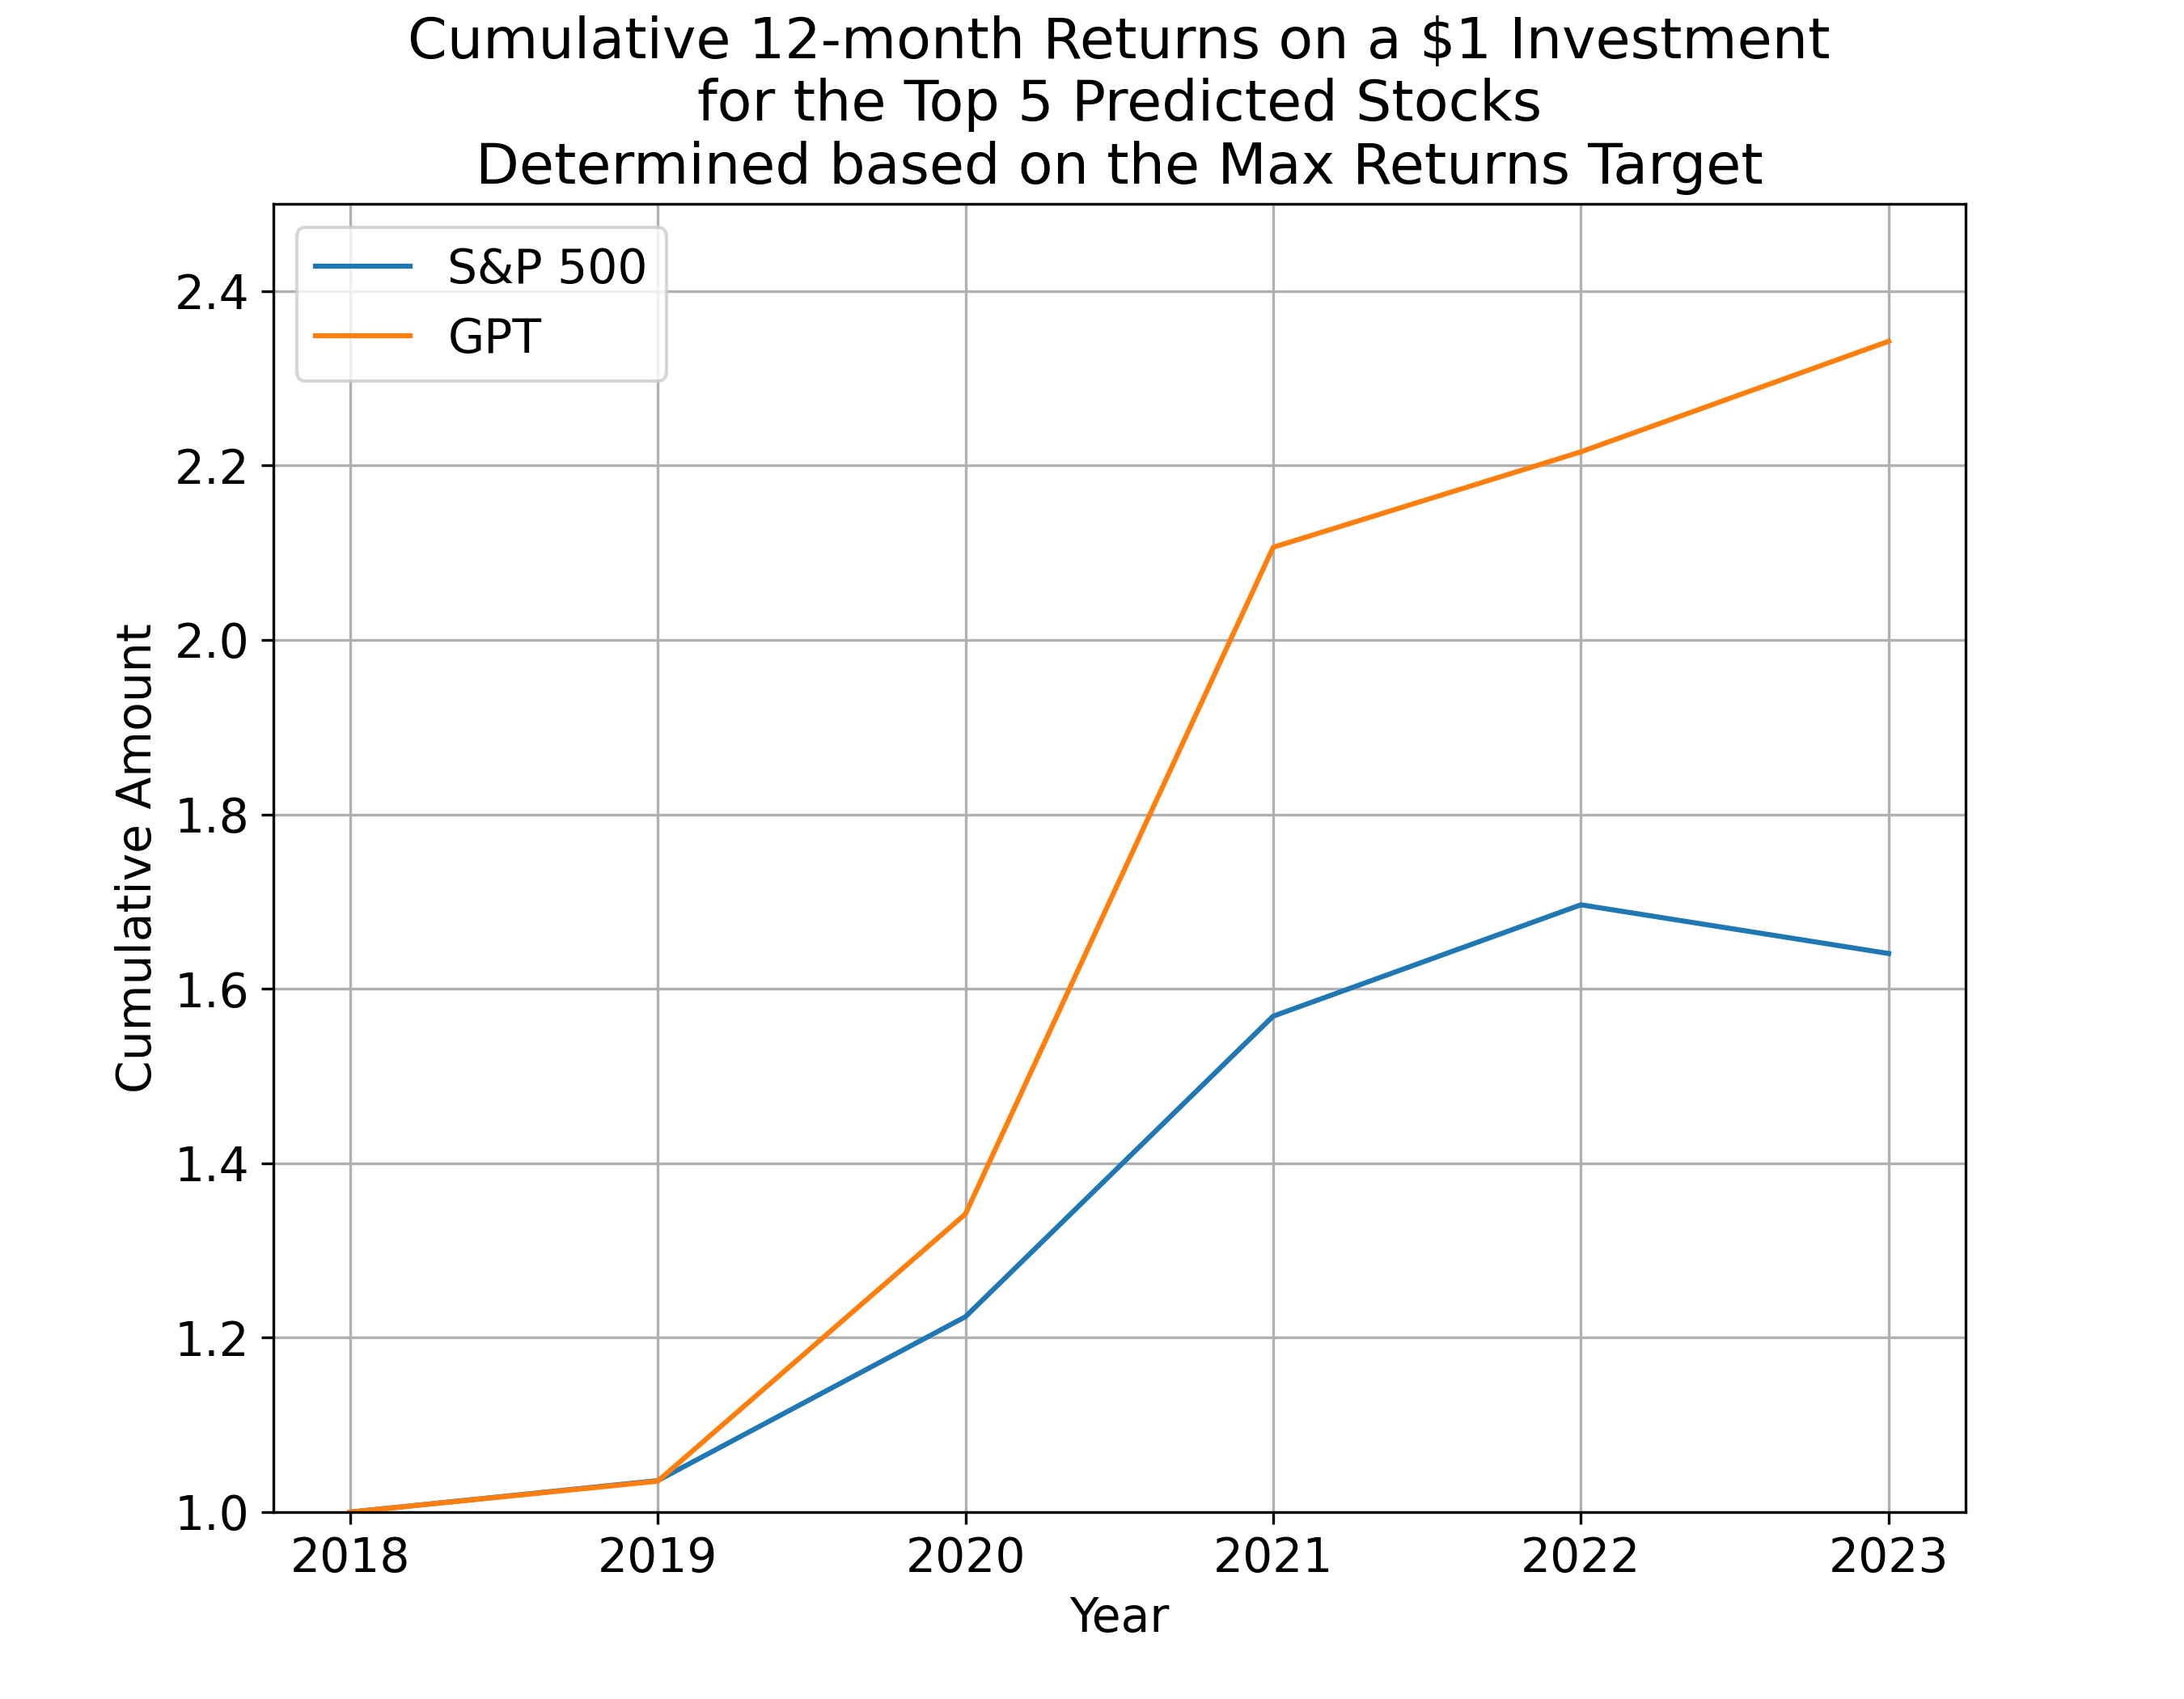 Cumulative 12-month Returns on a $1 Investment
for the Top 5 Predicted Stocks
Determined based on the Max Returns Target
S&P 500
GPT
2.4
2.2
2.0
1.8
1.6
1.4
1.2
1.0
Cumulative Amount
2018 2019 2020 2021 2022 2023
Year